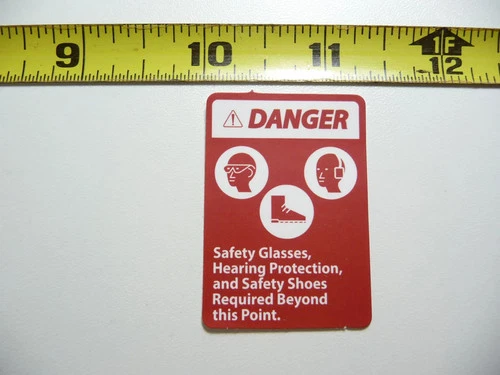 9 10 11 1F 12
DANGER
Safety Glasses,
Hearing Protection,
and Safety Shoes
Required Beyond
this Point.